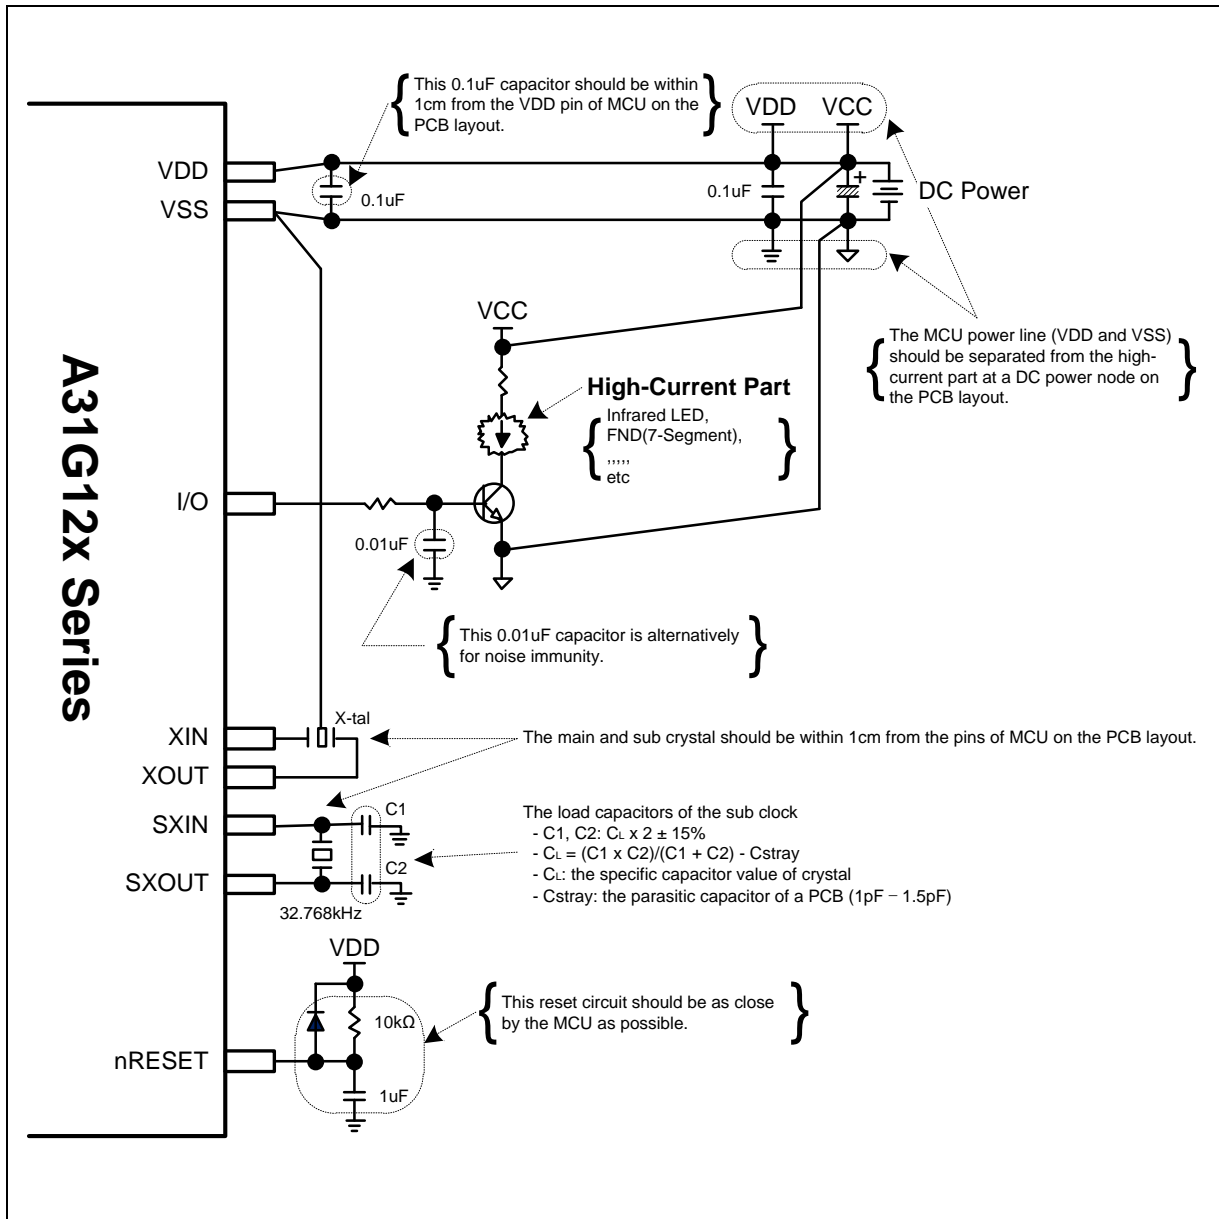 This 0.1uF capacitor should be within
1cm from the VDD pin of MCU on the
PCB layout.
VDD
VCC
VDD
VSS
0.1uF
0.1uF
+
DC Power
VCC
The MCU power line (VDD and VSS)
should be separated from the high-
current part at a DC power node on
the PCB layout.
High-Current Part
Infrared LED,
FND(7-Segment),
,,,,,
etc
A31G12x Series
I/O
0.01uF
This 0.01uF capacitor is alternatively
for noise immunity.
X-tal
XIN
XOUT
The main and sub crystal should be within 1cm from the pins of MCU on the PCB layout.
SXIN
C1
SXOUT
C2
32.768kHz
The load capacitors of the sub clock
- C1, C2: CL x 2 ± 15%
- CL = (C1 x C2)/(C1 + C2) - Cstray
- CL: the specific capacitor value of crystal
- Cstray: the parasitic capacitor of a PCB (1pF – 1.5pF)
VDD
10kΩ
This reset circuit should be as close
by the MCU as possible.
nRESET
1uF